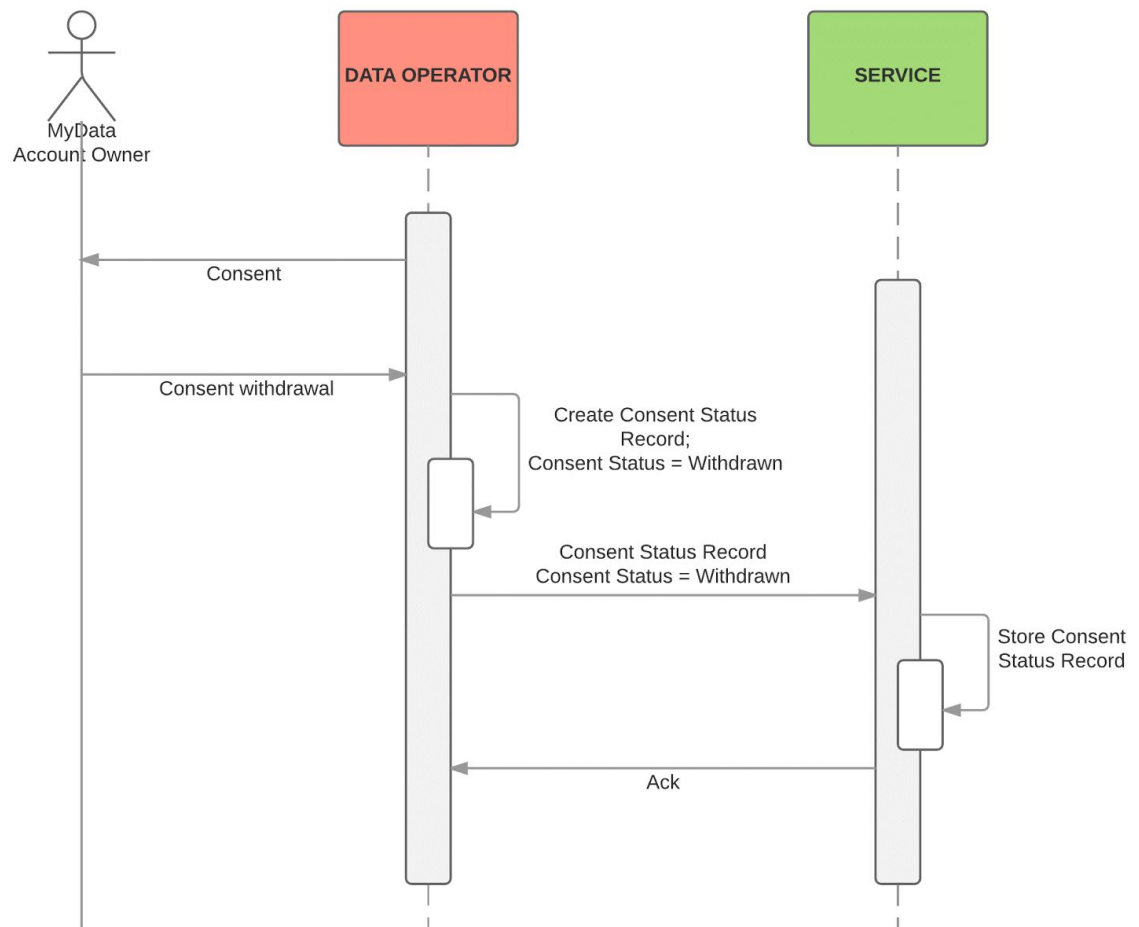 MyData
Account Owner
DATA OPERATOR
SERVICE
Consent
Consent withdrawal
Create Consent Status
Record;
Consent Status = Withdrawn
Consent Status Record
Consent Status = Withdrawn
Store Consent
Status Record
Ack